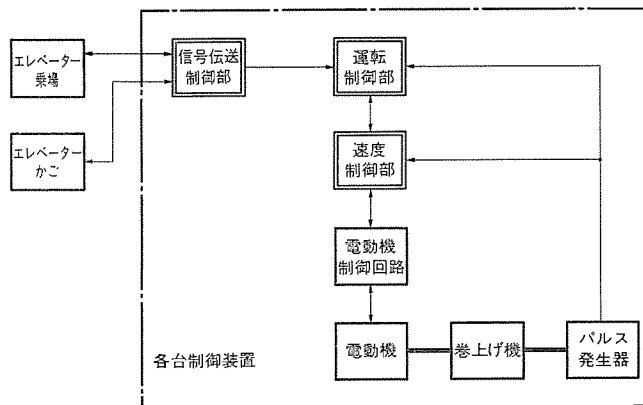 エレベーター
乗場
信号伝送
制御部
運転
制御部
エレベーター
かご
速度
制御部
電動機
制御回路
各台制御装置
電動機
巻上げ機
パルス
発生器